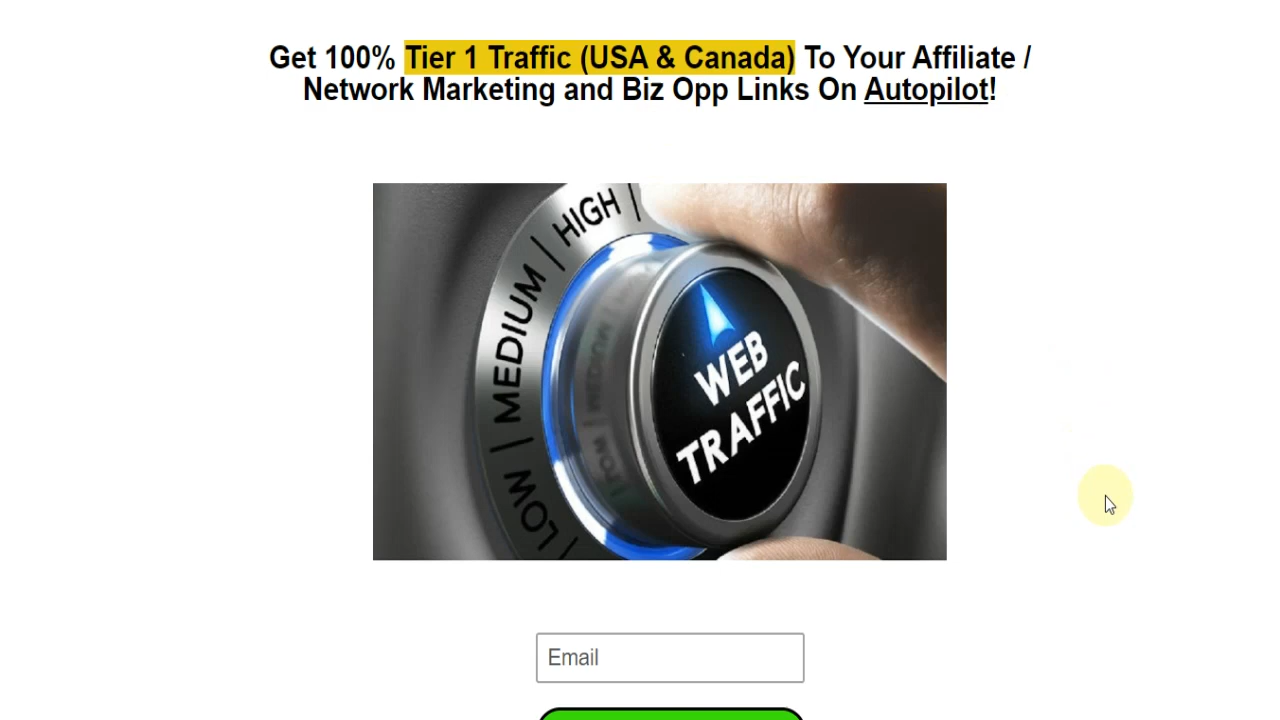 Get 100% Tier 1 Traffic (USA & Canada) To Your Affiliate /
Network Marketing and Biz Opp Links On Autopilot!
HIGH |
MEDIUM |
LOW |
WEB
TRAFFIC
Email